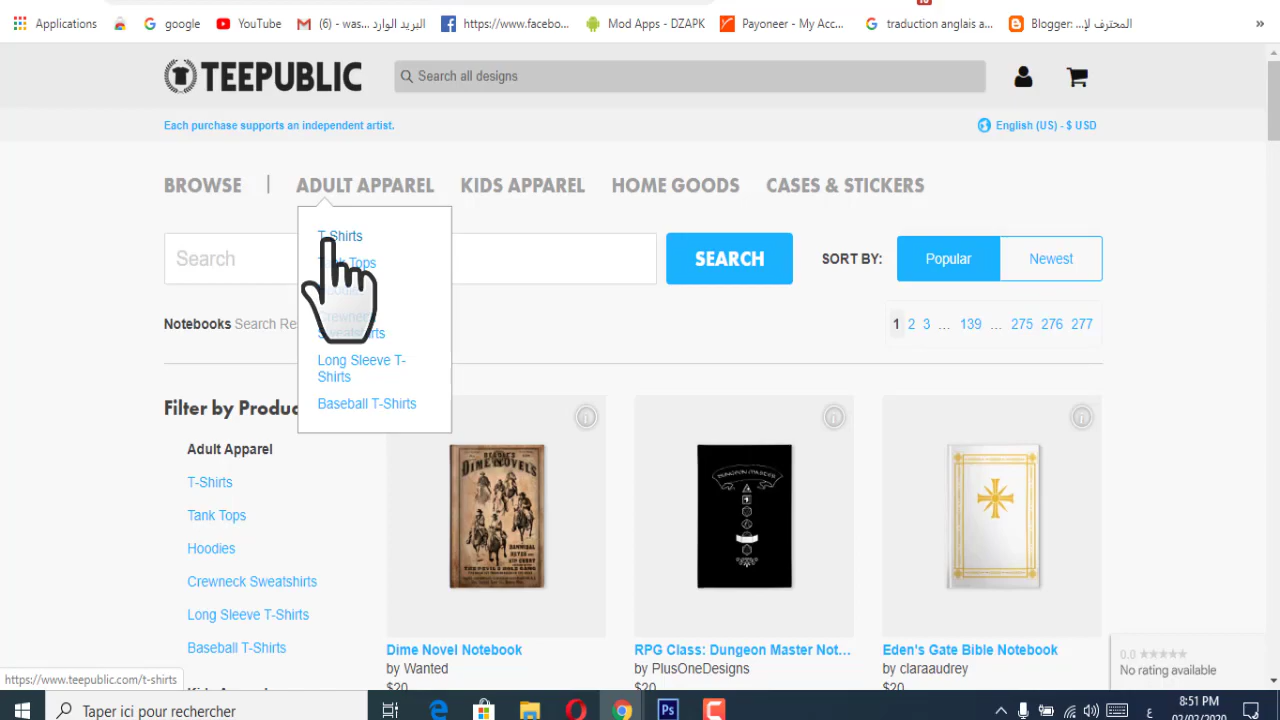 Applications
google
YouTube
(6) - was... البريد الوارد
https://www.facebo...
Mod Apps - DZAPK
Payoneer - My Acc...
traduction anglais a...
Blogger: المحترف لإ...
»
TEEPUBLIC
Search all designs
Each purchase supports an independent artist.
English (US) - $ USD
BROWSE | ADULT APPAREL KIDS APPAREL HOME GOODS CASES & STICKERS
T-Shirts
Tank Tops
Crewneck
Sweatshirts
Long Sleeve T-
Shirts
Baseball T-Shirts
Search
SEARCH
SORT BY:
Popular
Newest
Notebooks Search Re
1 2 3 ... 139 ... 275 276 277
Filter by Produc
Adult Apparel
T-Shirts
Tank Tops
Hoodies
Crewneck Sweatshirts
Long Sleeve T-Shirts
Baseball T-Shirts
DIME NOVELS
Dime Novel Notebook
by Wanted
$20
RPG Class: Dungeon Master Not...
by PlusOneDesigns
$20
Eden's Gate Bible Notebook
by claraaudrey
$20
0.0
No rating available
https://www.teepublic.com/t-shirts
Taper ici pour rechercher
Ps
ع
8:51 PM
02/02/2020